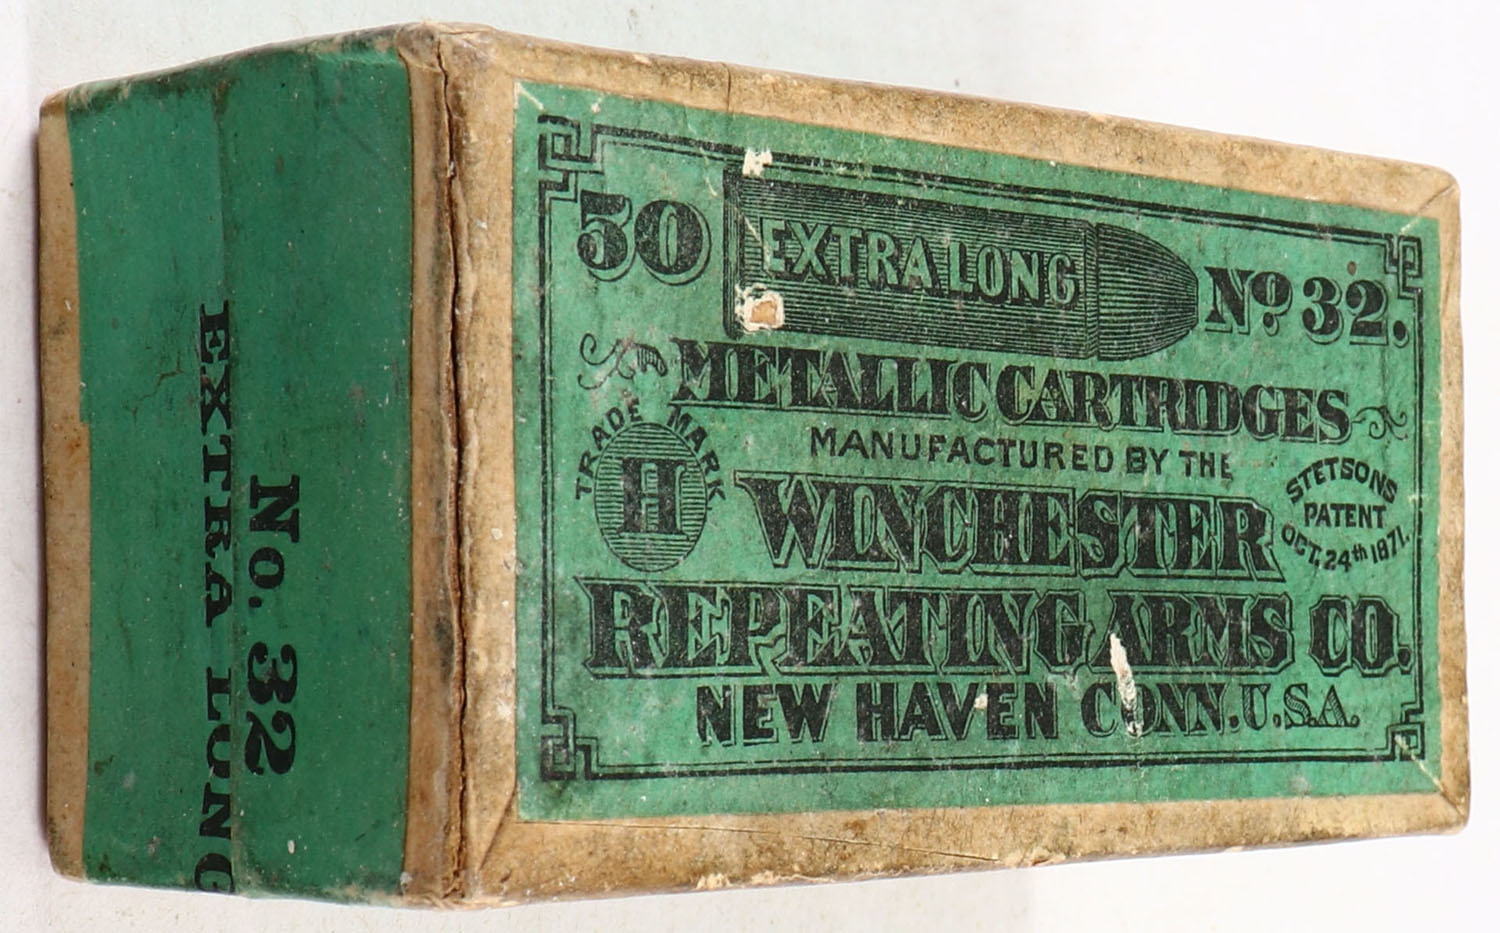 50 EXTRA LONG No. 32.
METALLIC CARTRIDGES
TRADE MARK
H
MANUFACTURED BY THE
WINCHESTER
STETSONS
PATENT
OCT. 24th 1871.
REPEATING ARMS CO.
NEW HAVEN CONN. U.S.A.
No. 32
EXTRA LONG